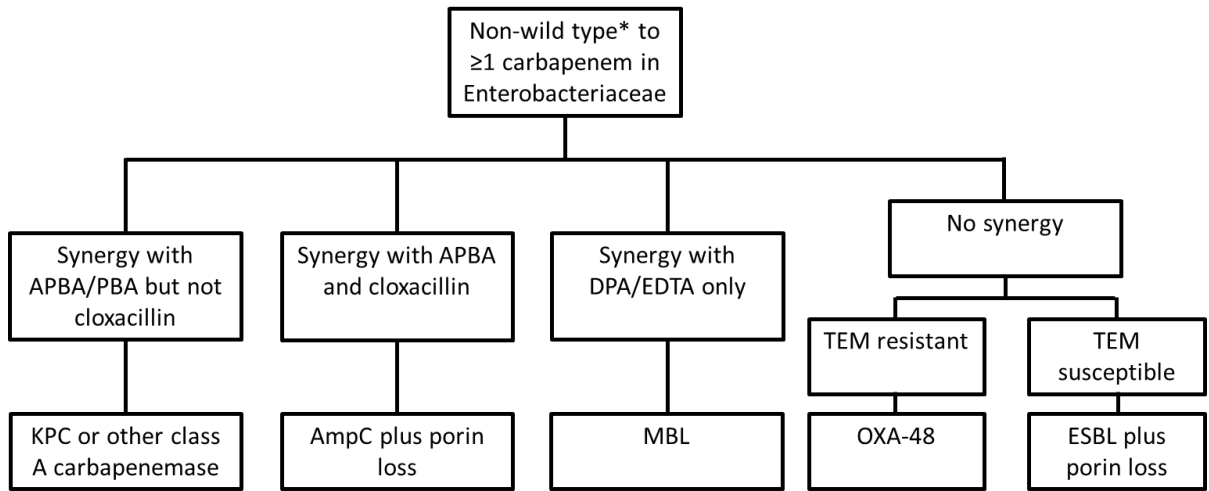 Non-wild type* to
≥1 carbapenem in
Enterobacteriaceae
No synergy
Synergy with
APBA/PBA but not
cloxacillin
Synergy with APBA
and cloxacillin
Synergy with
DPA/EDTA only
TEM resistant
TEM
susceptible
KPC or other class
A carbapenemase
AmpC plus porin
loss
MBL
OXA-48
ESBL plus
porin loss